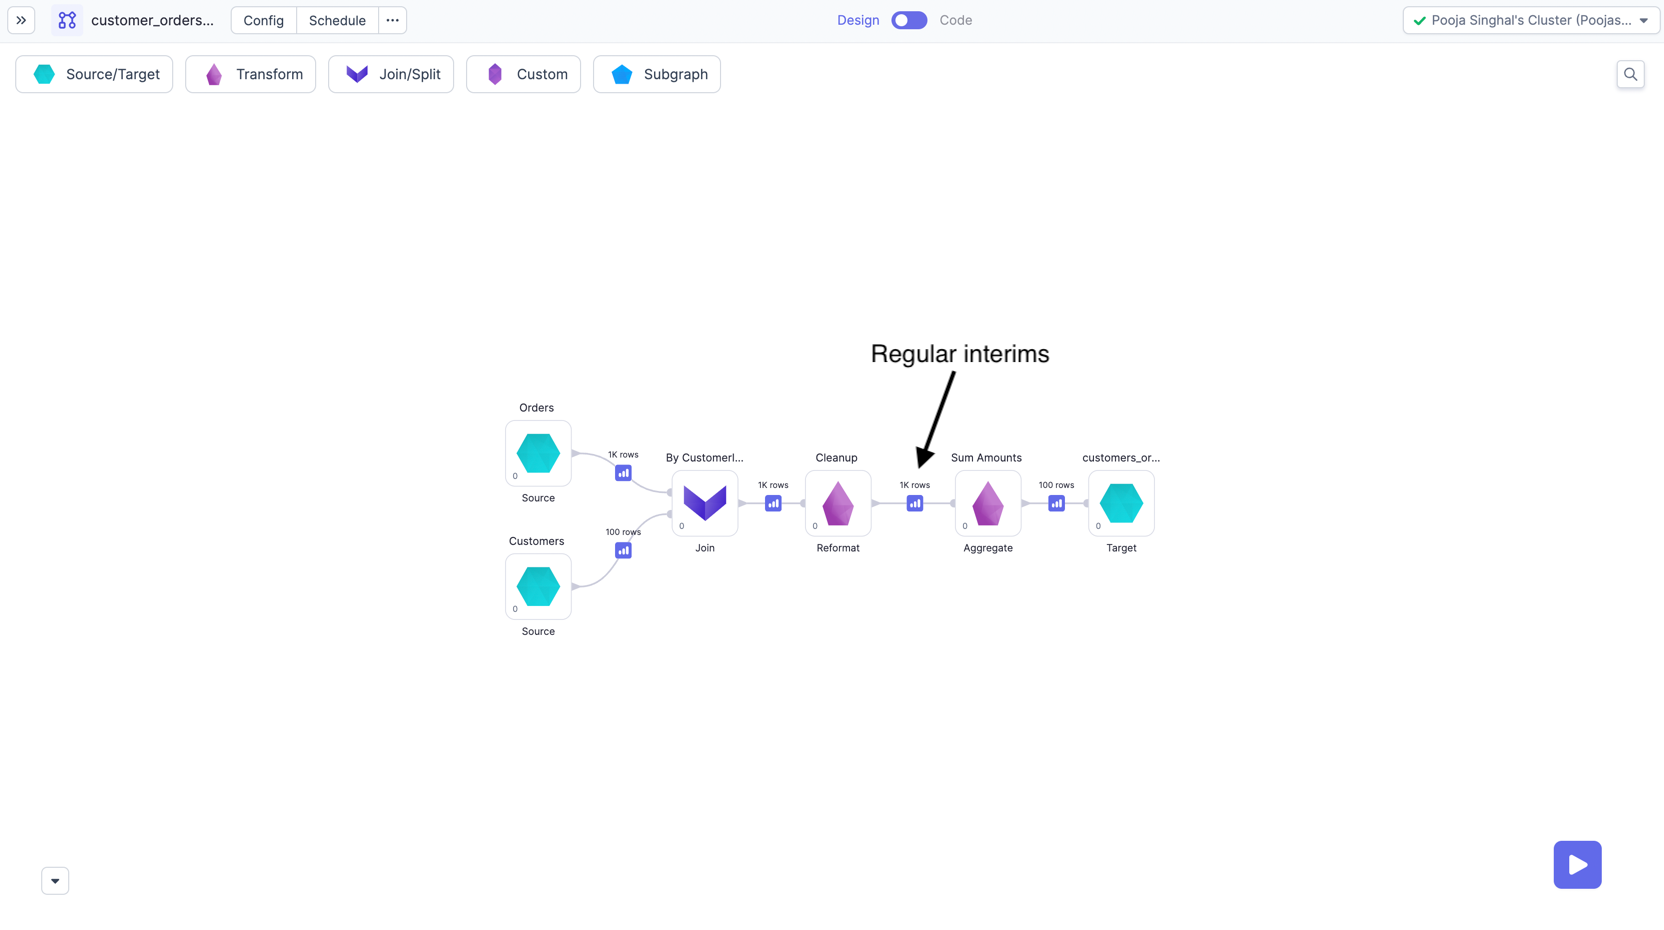 customer_orders...
Config
Schedule
Design
Code
Pooja Singhal's Cluster (Poojas...
Source/Target
Transform
Join/Split
Custom
Subgraph
Regular interims
Orders
0
Source
1K rows
Customers
0
Source
100 rows
By CustomerI...
0
Join
1K rows
Cleanup
0
Reformat
1K rows
Sum Amounts
0
Aggregate
100 rows
customers_or...
0
Target